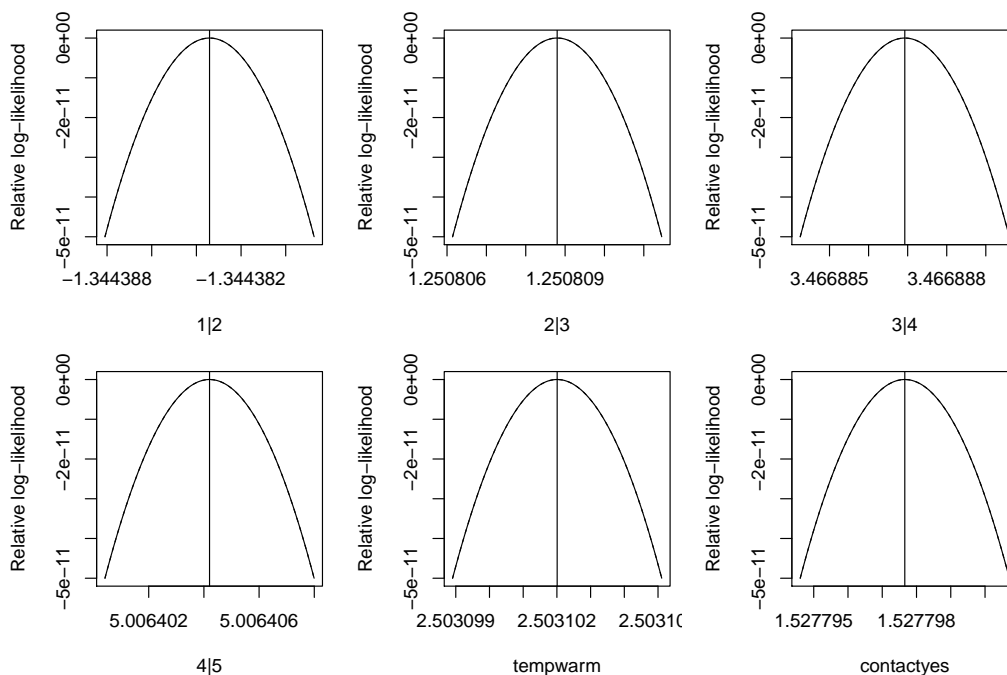 Relative log−likelihood
0e+00
−2e−11
−5e−11
−1.344388
−1.344382
1|2
Relative log−likelihood
0e+00
−2e−11
−5e−11
1.250806
1.250809
2|3
Relative log−likelihood
0e+00
−2e−11
−5e−11
3.466885
3.466888
3|4
Relative log−likelihood
0e+00
−2e−11
−5e−11
5.006402
5.006406
4|5
Relative log−likelihood
0e+00
−2e−11
−5e−11
2.503099
2.503102
tempwarm
Relative log−likelihood
0e+00
−2e−11
−5e−11
1.527795
1.527798
contactyes